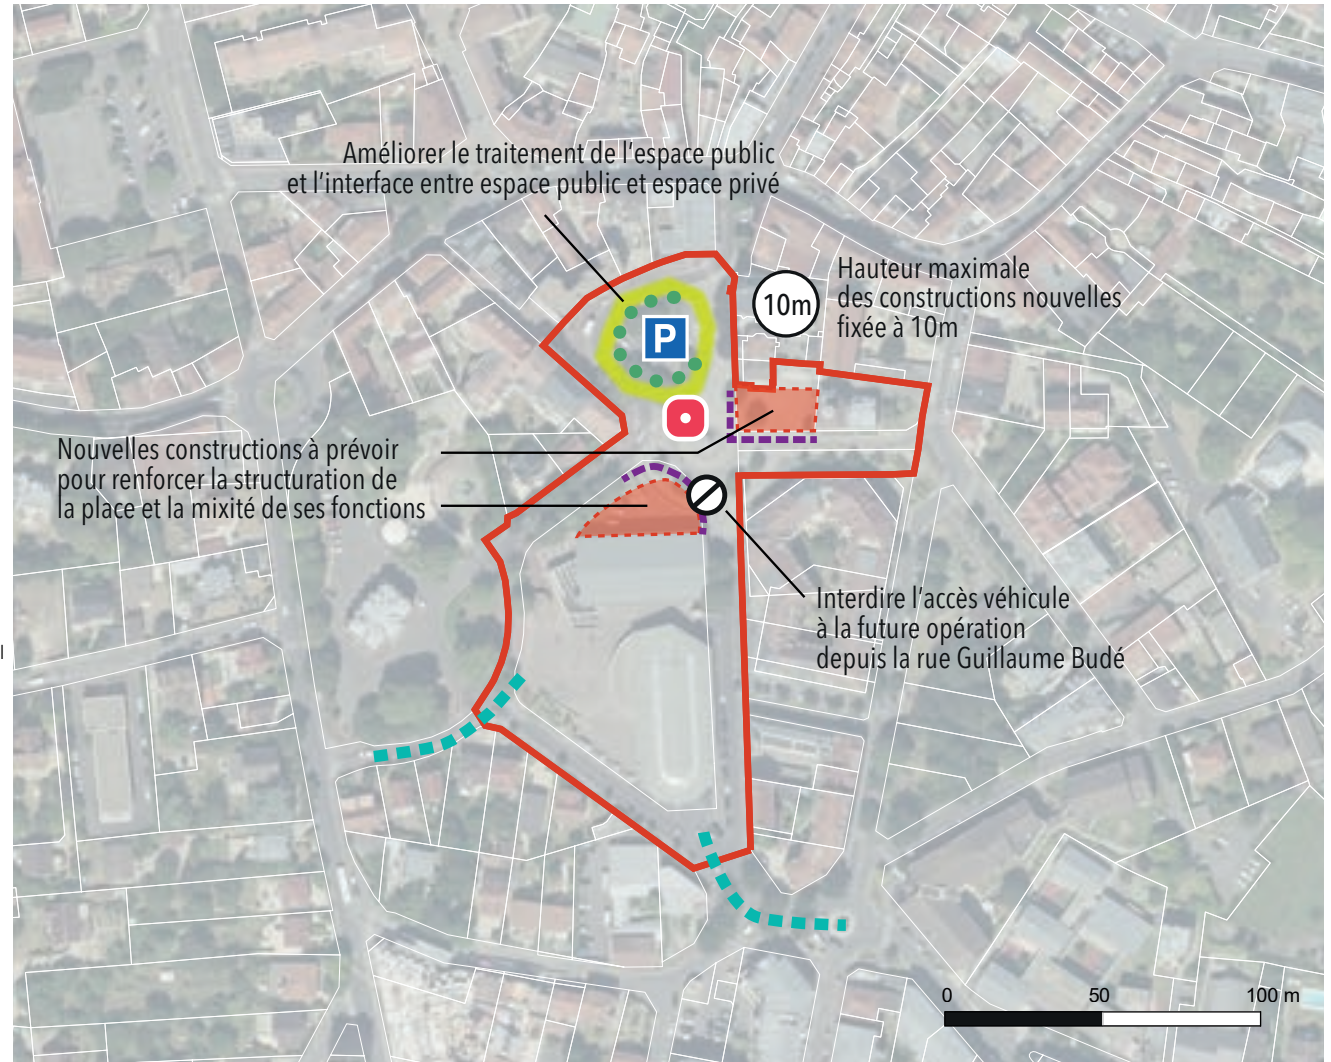 Améliorer le traitement de l'espace public
et l'interface entre espace public et espace privé
10m
Hauteur maximale
des constructions nouvelles
fixée à 10m
P
Nouvelles constructions à prévoir
pour renforcer la structuration de
la place et la mixité de ses fonctions
Interdire l'accès véhicule
à la future opération
depuis la rue Guillaume Budé
0 50 100 m